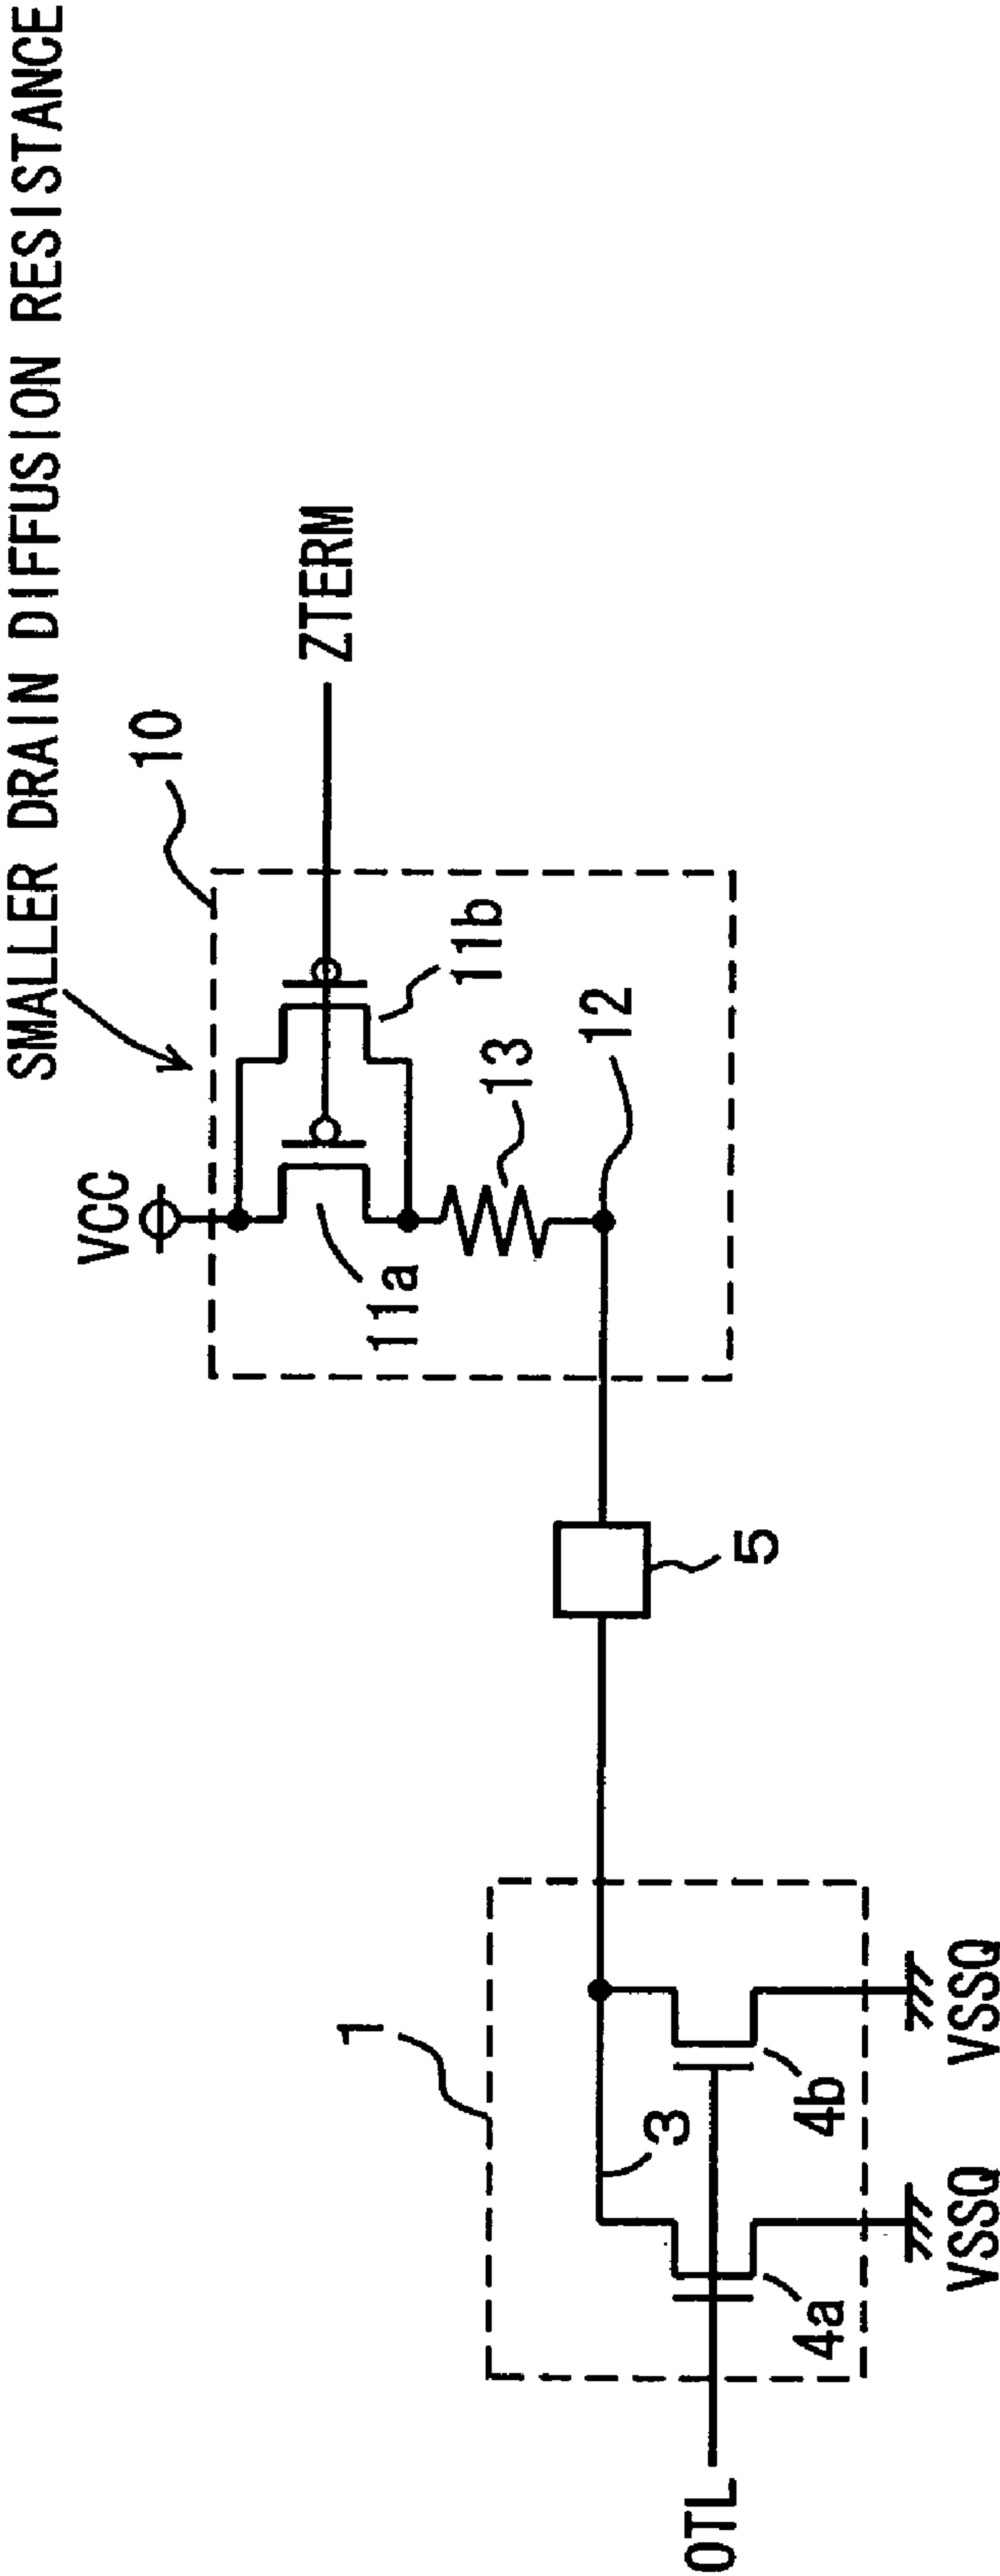 SMALLER DRAIN DIFFUSION RESISTANCE
VCC
10
ZTERM
11a
11b
13
12
1
5
3
OTL
4a
4b
VSSQ
VSSQ